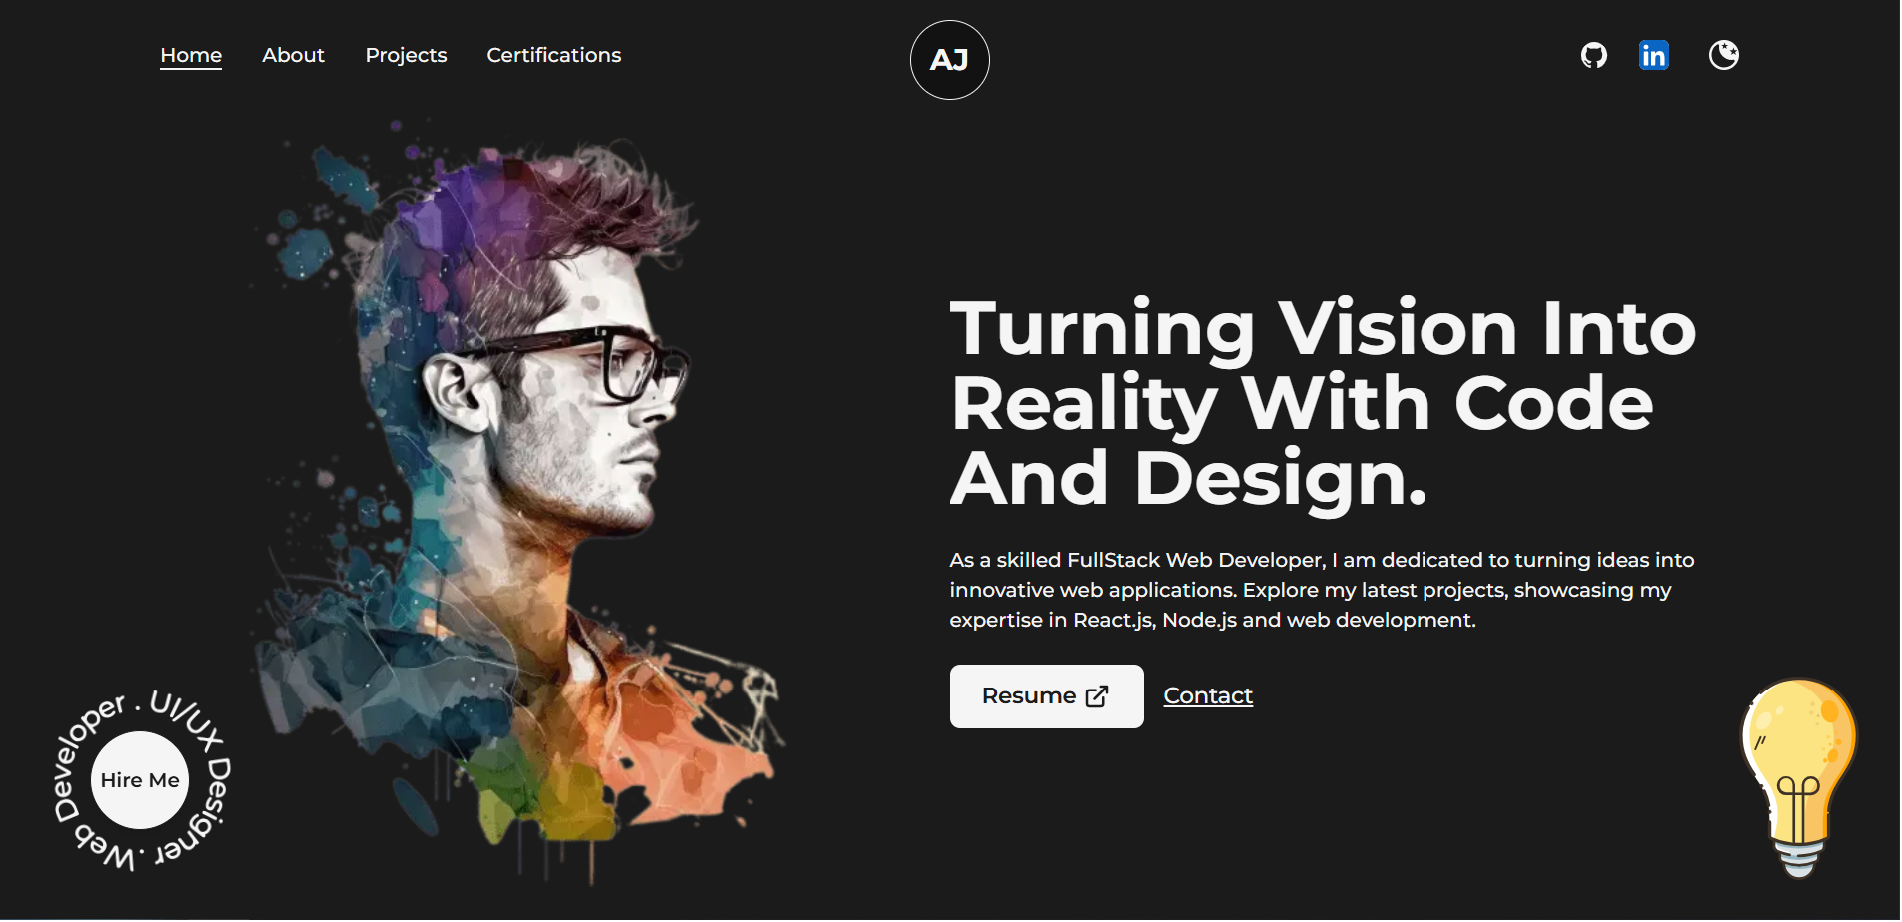 Home About Projects Certifications
AJ
in
Turning Vision Into
Reality With Code
And Design.
As a skilled FullStack Web Developer, I am dedicated to turning ideas into
innovative web applications. Explore my latest projects, showcasing my
expertise in React.js, Node.js and web development.
Resume
Contact
Web Developer . UI/UX Designer .
Hire Me